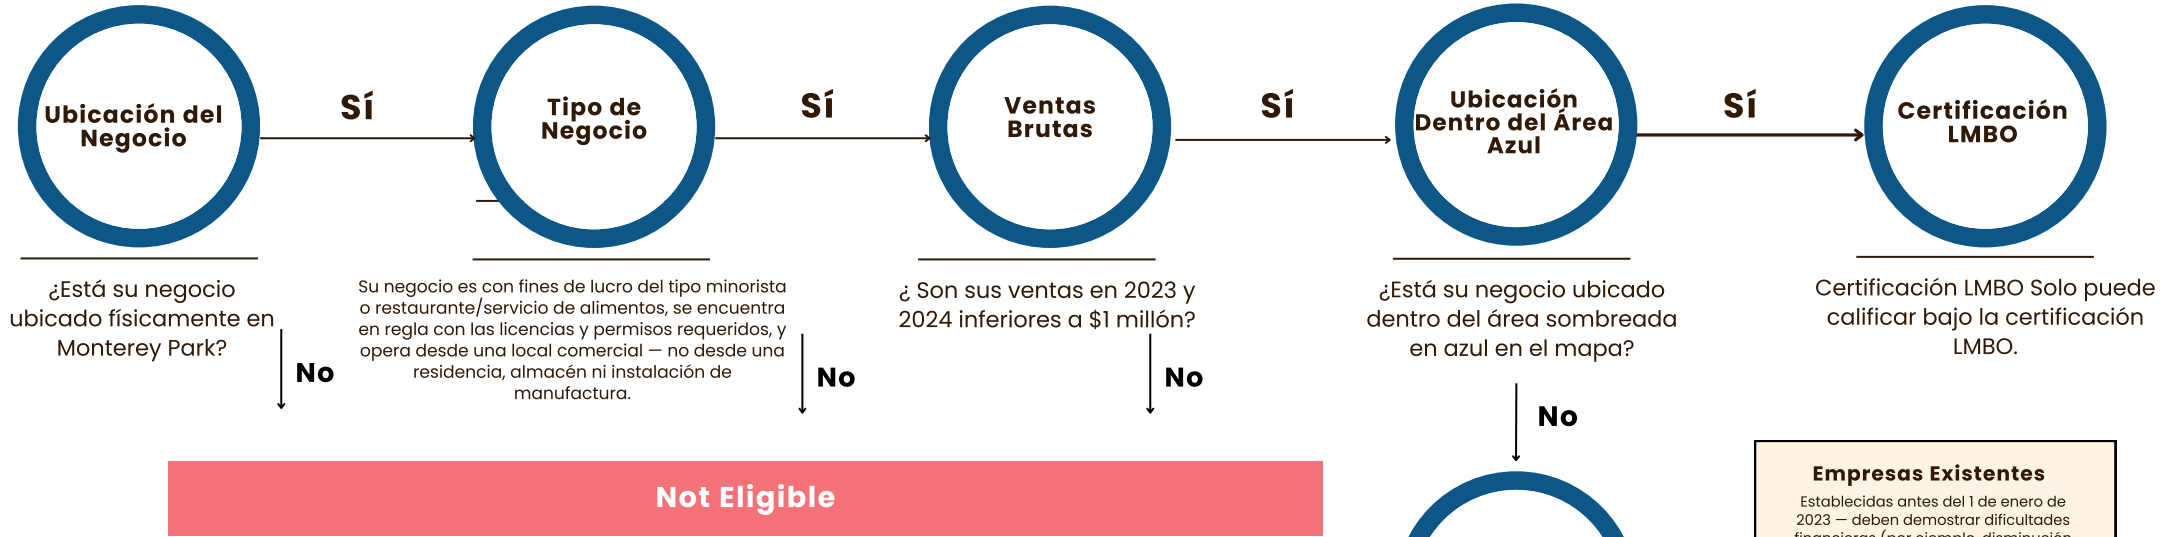 Ubicación del
Negocio
Sí
Tipo de
Negocio
Sí
Ventas
Brutas
Sí
Ubicación
Dentro del Área
Azul
Sí
Certificación
LMBO
¿Está su negocio
ubicado físicamente en
Monterey Park?
No
Su negocio es con fines de lucro del tipo minorista
o restaurante/servicio de alimentos, se encuentra
en regla con las licencias y permisos requeridos, y
opera desde una local comercial — no desde una
residencia, almacén ni instalación de
manufactura.
No
¿ Son sus ventas en 2023 y
2024 inferiores a $1 millón?
No
¿Está su negocio ubicado
dentro del área sombreada
en azul en el mapa?
No
Certificación LMBO Solo puede
calificar bajo la certificación
LMBO.
Not Eligible
Empresas Existentes
Establecidas antes del 1 de enero de
2023 — deben demostrar dificultades
financieras (por ejemplo, disminución